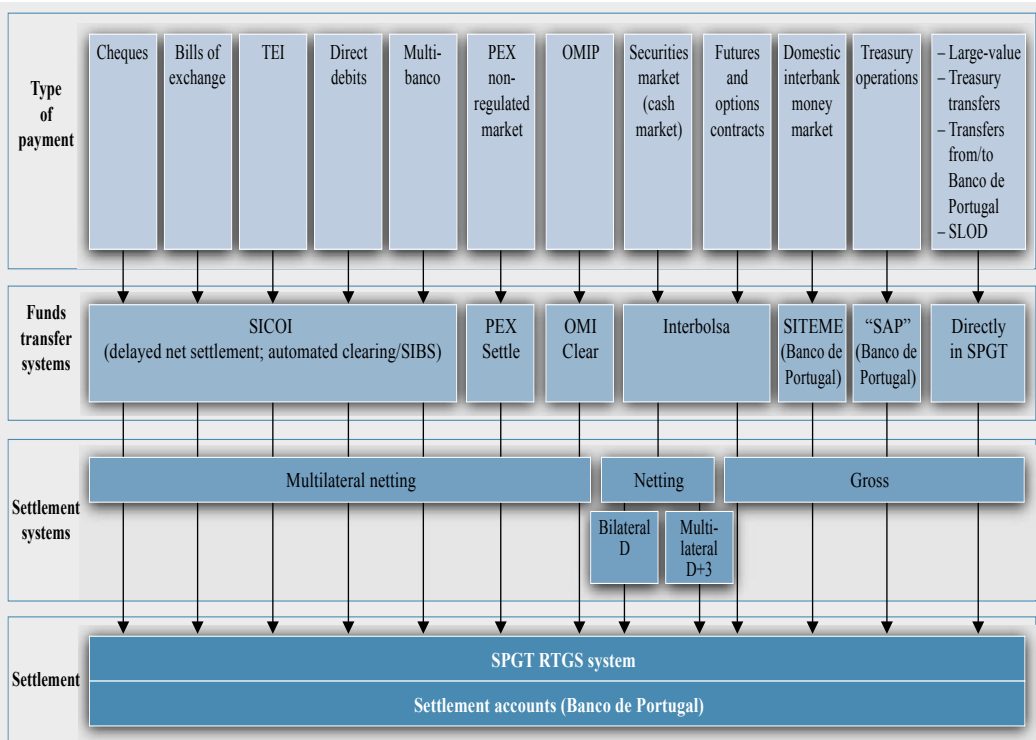 Type
of
payment
Cheques
Bills of
exchange
TEI
Direct
debits
Multi-
banco
PEX
non-
regulated
market
OMIP
Securities
market
(cash
market)
Futures
and
options
contracts
Domestic
interbank
money
market
Treasury
operations
– Large-value
– Treasury
transfers
– Transfers
from/to
Banco de
Portugal
– SLOD
Funds
transfer
systems
SICOI
(delayed net settlement; automated clearing/SIBS)
PEX
Settle
OMI
Clear
Interbolsa
SITEME
(Banco de
Portugal)
“SAP”
(Banco de
Portugal)
Directly
in SPGT
Settlement
systems
Multilateral netting
Netting
Gross
Bilateral
D
Multi-
lateral
D+3
Settlement
SPGT RTGS system
Settlement accounts (Banco de Portugal)